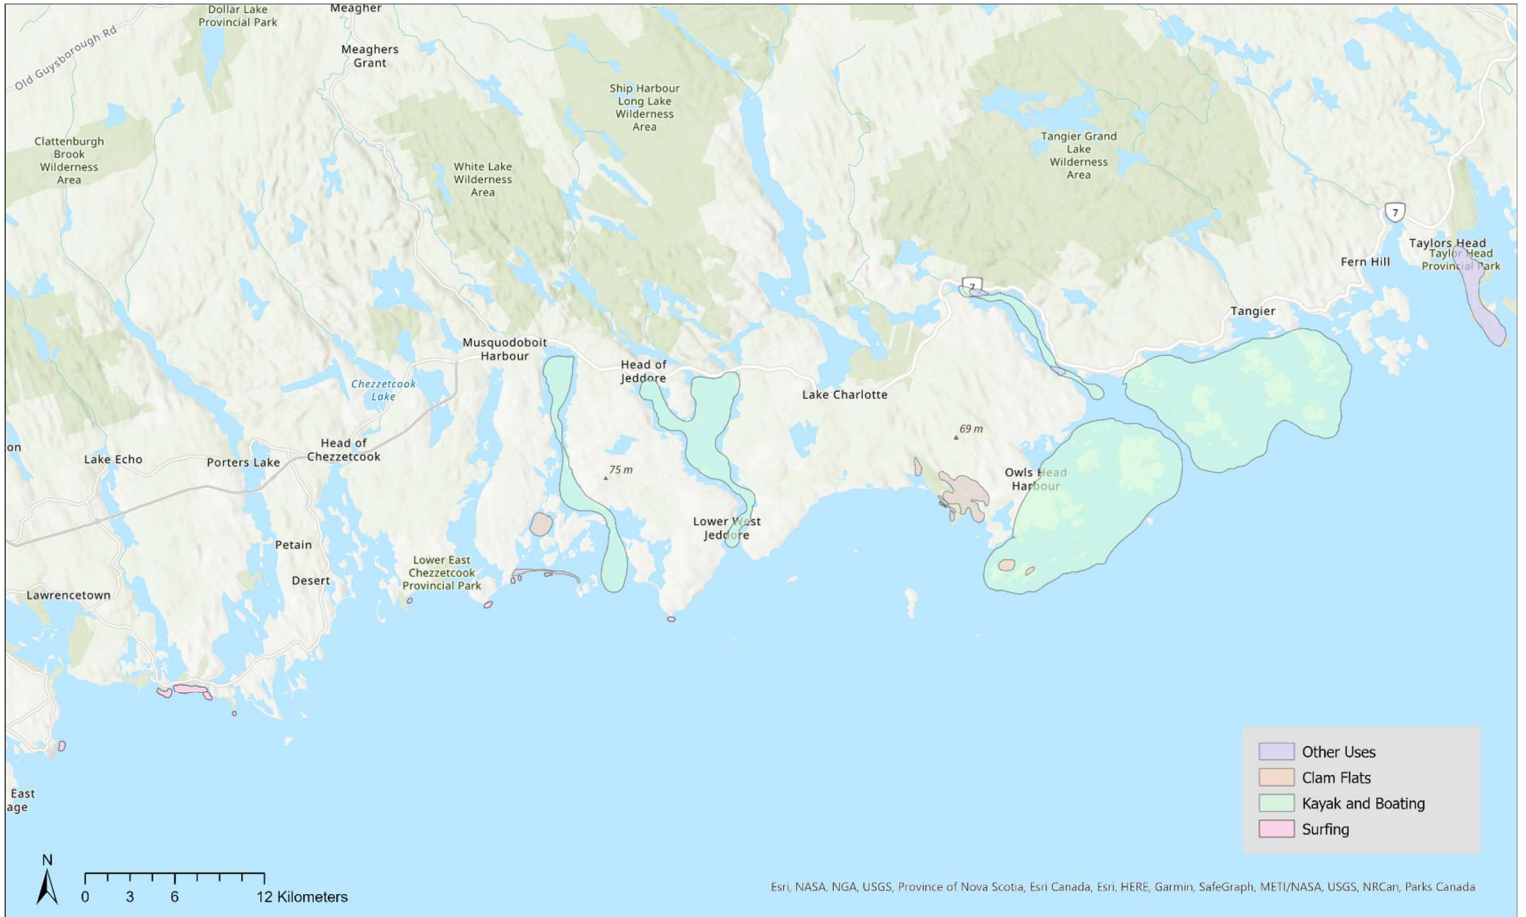 Dollar Lake
Provincial Park
Meagher
Old Guysborough Rd
Meaghers
Grant
Ship Harbour
Long Lake
Wilderness
Area
Clattenburgh
Brook
Wilderness
Area
White Lake
Wilderness
Area
Tangier Grand
Lake
Wilderness
Area
7
Taylors Head
Taylor Head
Provincial Park
Fern Hill
7
Tangier
Musquodoboit
Harbour
Head of
Jeddore
Chezzetcook
Lake
Lake Charlotte
69 m
on
Lake Echo
Porters Lake
Head of
Chezzetcook
75 m
Owls Head
Harbour
Lower West
Jeddore
Petain
Lower East
Chezzetcook
Provincial Park
Desert
Lawrencetown
East
age
Other Uses
Clam Flats
Kayak and Boating
Surfing
N
0 3 6 12 Kilometers
Esri, NASA, NGA, USGS, Province of Nova Scotia, Esri Canada, Esri, HERE, Garmin, SafeGraph, METI/NASA, USGS, NRCan, Parks Canada